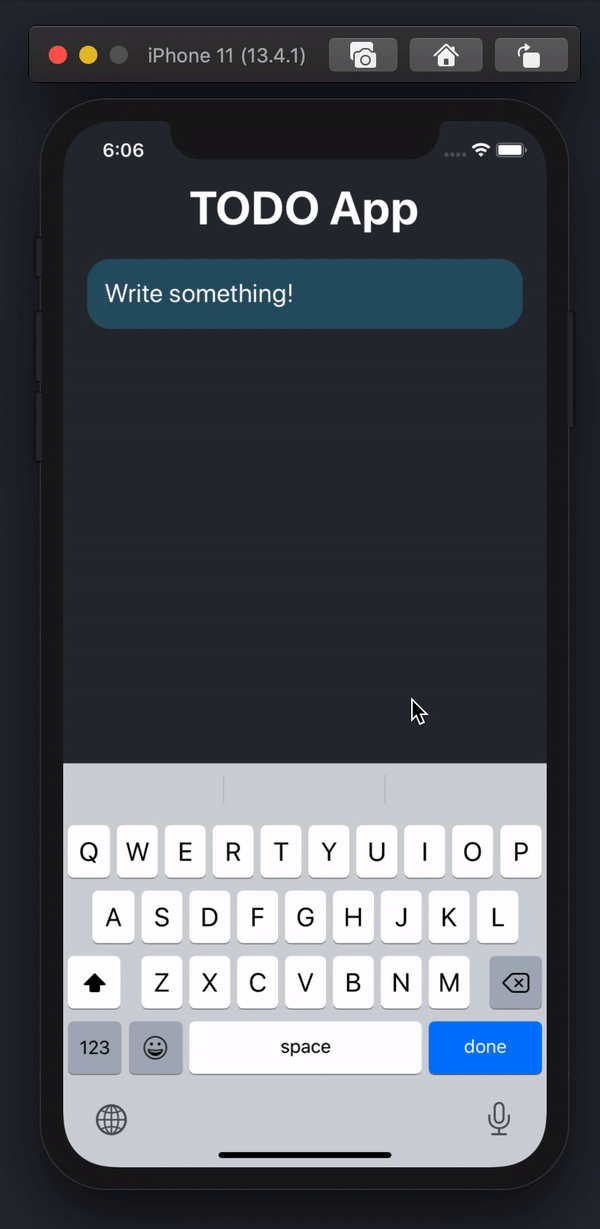 iPhone 11 (13.4.1)
6:06
TODO App
Write something!
Q W E R T Y U I O P
A S D F G H J K L
Z X C V B N M
123 space done